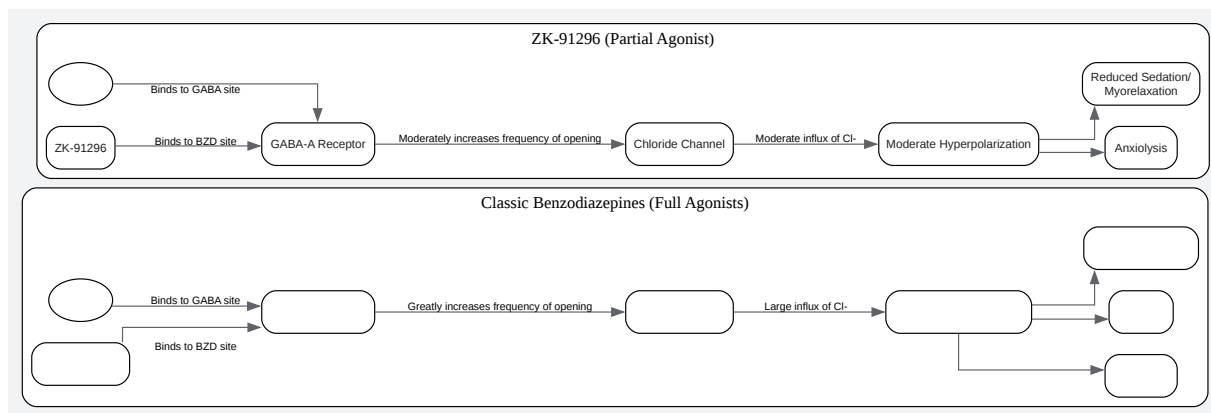 ZK-91296 (Partial Agonist)
Binds to GABA site
ZK-91296
Binds to BZD site
GABA-A Receptor
Moderately increases frequency of opening
Chloride Channel
Moderate influx of Cl-
Moderate Hyperpolarization
Reduced Sedation/
Myorelaxation
Anxiolysis
Classic Benzodiazepines (Full Agonists)
Binds to GABA site
Binds to BZD site
Greatly increases frequency of opening
Large influx of Cl-